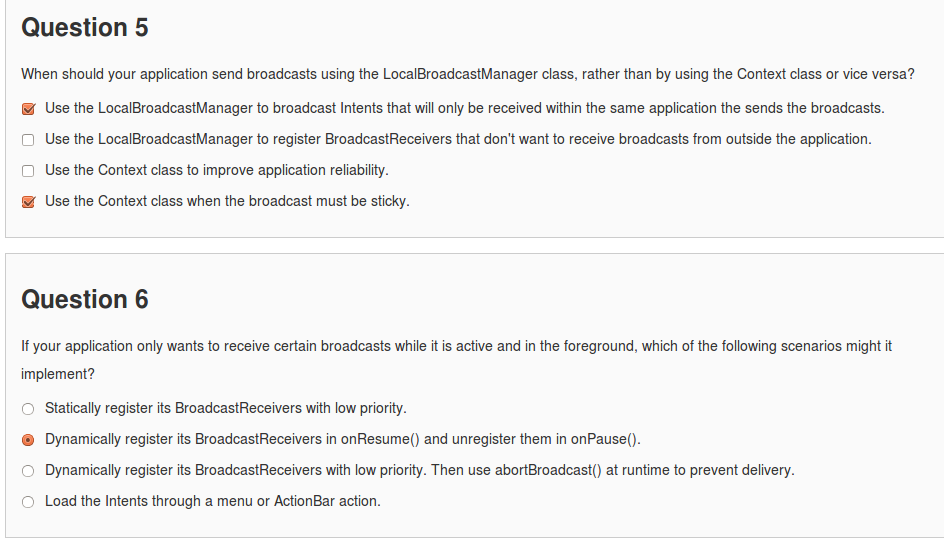 Question 5
When should your application send broadcasts using the LocalBroadcastManager class, rather than by using the Context class or vice versa?
Use the LocalBroadcastManager to broadcast Intents that will only be received within the same application the sends the broadcasts.
Use the LocalBroadcastManager to register BroadcastReceivers that don't want to receive broadcasts from outside the application.
Use the Context class to improve application reliability.
Use the Context class when the broadcast must be sticky.
Question 6
If your application only wants to receive certain broadcasts while it is active and in the foreground, which of the following scenarios might it
implement?
Statically register its BroadcastReceivers with low priority.
Dynamically register its BroadcastReceivers in onResume() and unregister them in onPause().
Dynamically register its BroadcastReceivers with low priority. Then use abortBroadcast() at runtime to prevent delivery.
Load the Intents through a menu or ActionBar action.